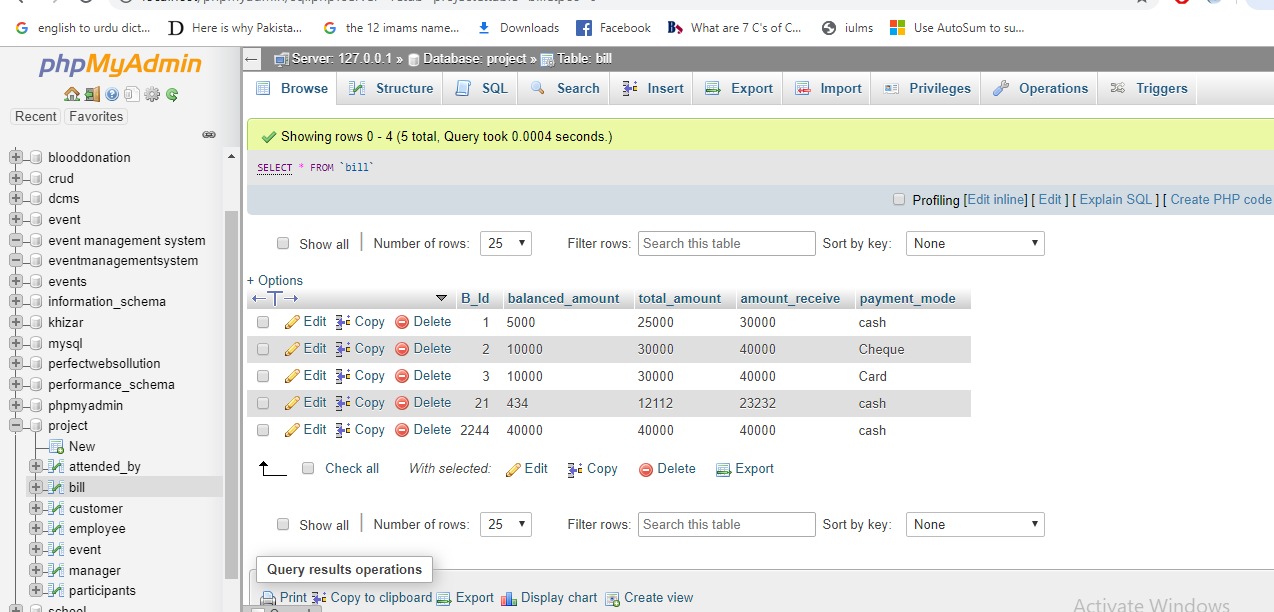 english to urdu dict... Here is why Pakista... the 12 imams name... Downloads Facebook What are 7 C's of C... iulms Use AutoSum to su...
phpMyAdmin
Recent Favorites
blooddonation
crud
dcms
event
event management system
eventmanagementsystem
events
information_schema
khizar
mysql
perfectwebsollution
performance_schema
phpmyadmin
project
New
attended_by
bill
customer
employee
event
manager
participants
school
Server: 127.0.0.1 » Database: project » Table: bill
Browse Structure SQL Search Insert Export Import Privileges Operations Triggers
Showing rows 0 - 4 (5 total, Query took 0.0004 seconds.)
SELECT * FROM `bill`
Profiling [Edit inline] [ Edit ] [ Explain SQL ] [ Create PHP code
Show all | Number of rows: 25 Filter rows: Search this table Sort by key: None
+ Options
←T→ B_Id balanced_amount total_amount amount_receive payment_mode
Edit Copy Delete 1 5000 25000 30000 cash
Edit Copy Delete 2 10000 30000 40000 Cheque
Edit Copy Delete 3 10000 30000 40000 Card
Edit Copy Delete 21 434 12112 23232 cash
Edit Copy Delete 2244 40000 40000 40000 cash
Check all With selected: Edit Copy Delete Export
Show all | Number of rows: 25 Filter rows: Search this table Sort by key: None
Query results operations
Print Copy to clipboard Export Display chart Create view
Activate Windows